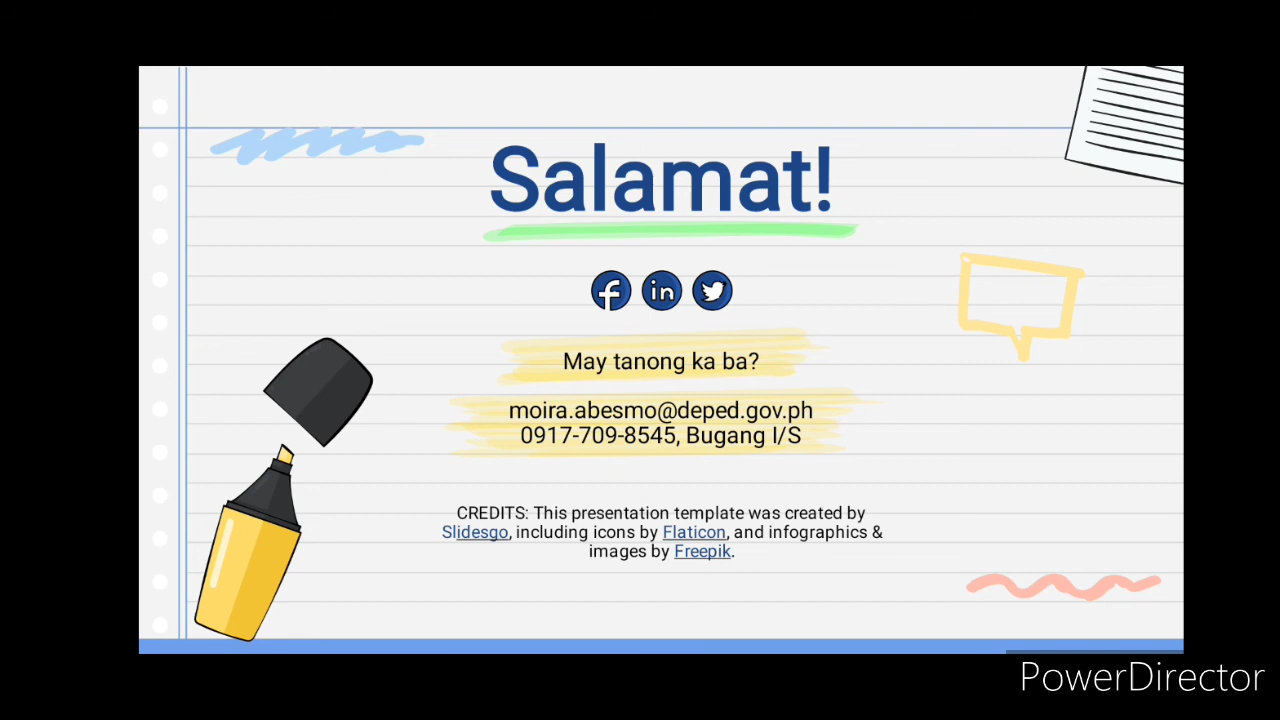 Salamat!
May tanong ka ba?
moira.abesmo@deped.gov.ph
0917-709-8545, Bugang I/S
CREDITS: This presentation template was created by
Slidesgo, including icons by Flaticon, and infographics &
images by Freepik.
PowerDirector